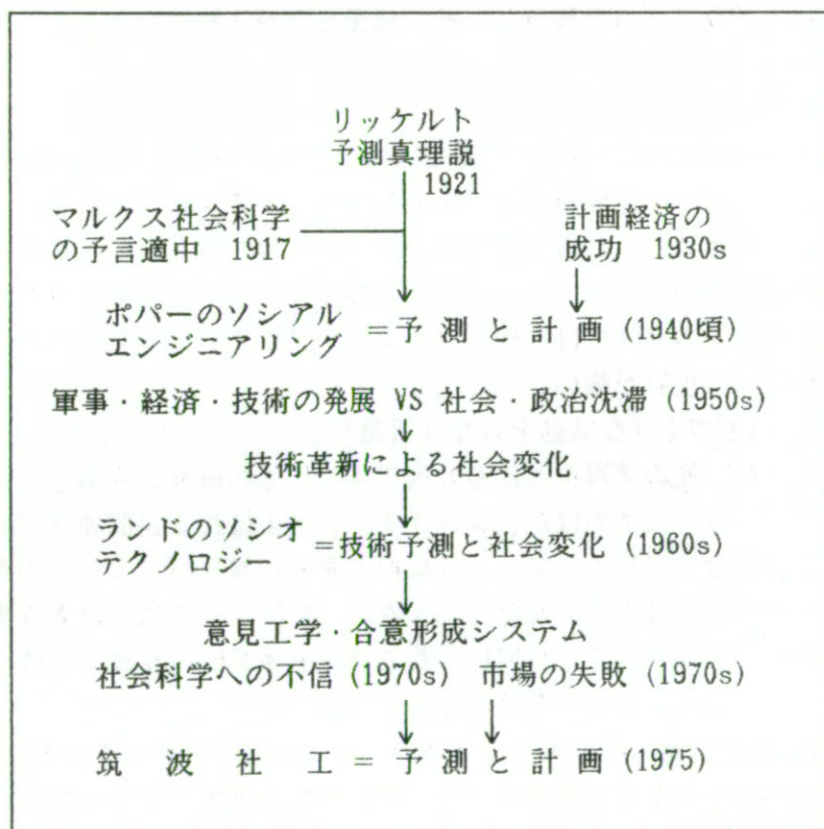 リッケルト
予測真理説
1921
マルクス社会科学
の予言適中 1917
計画経済の
成功 1930s
ポパーのソシアル
エンジニアリング
＝予測と計画 (1940頃)
軍事・経済・技術の発展 VS 社会・政治沈滞 (1950s)
技術革新による社会変化
ランドのソシオ
テクノロジー
＝技術予測と社会変化 (1960s)
意見工学・合意形成システム
社会科学への不信 (1970s) 市場の失敗 (1970s)
筑波社工＝予測と計画 (1975)